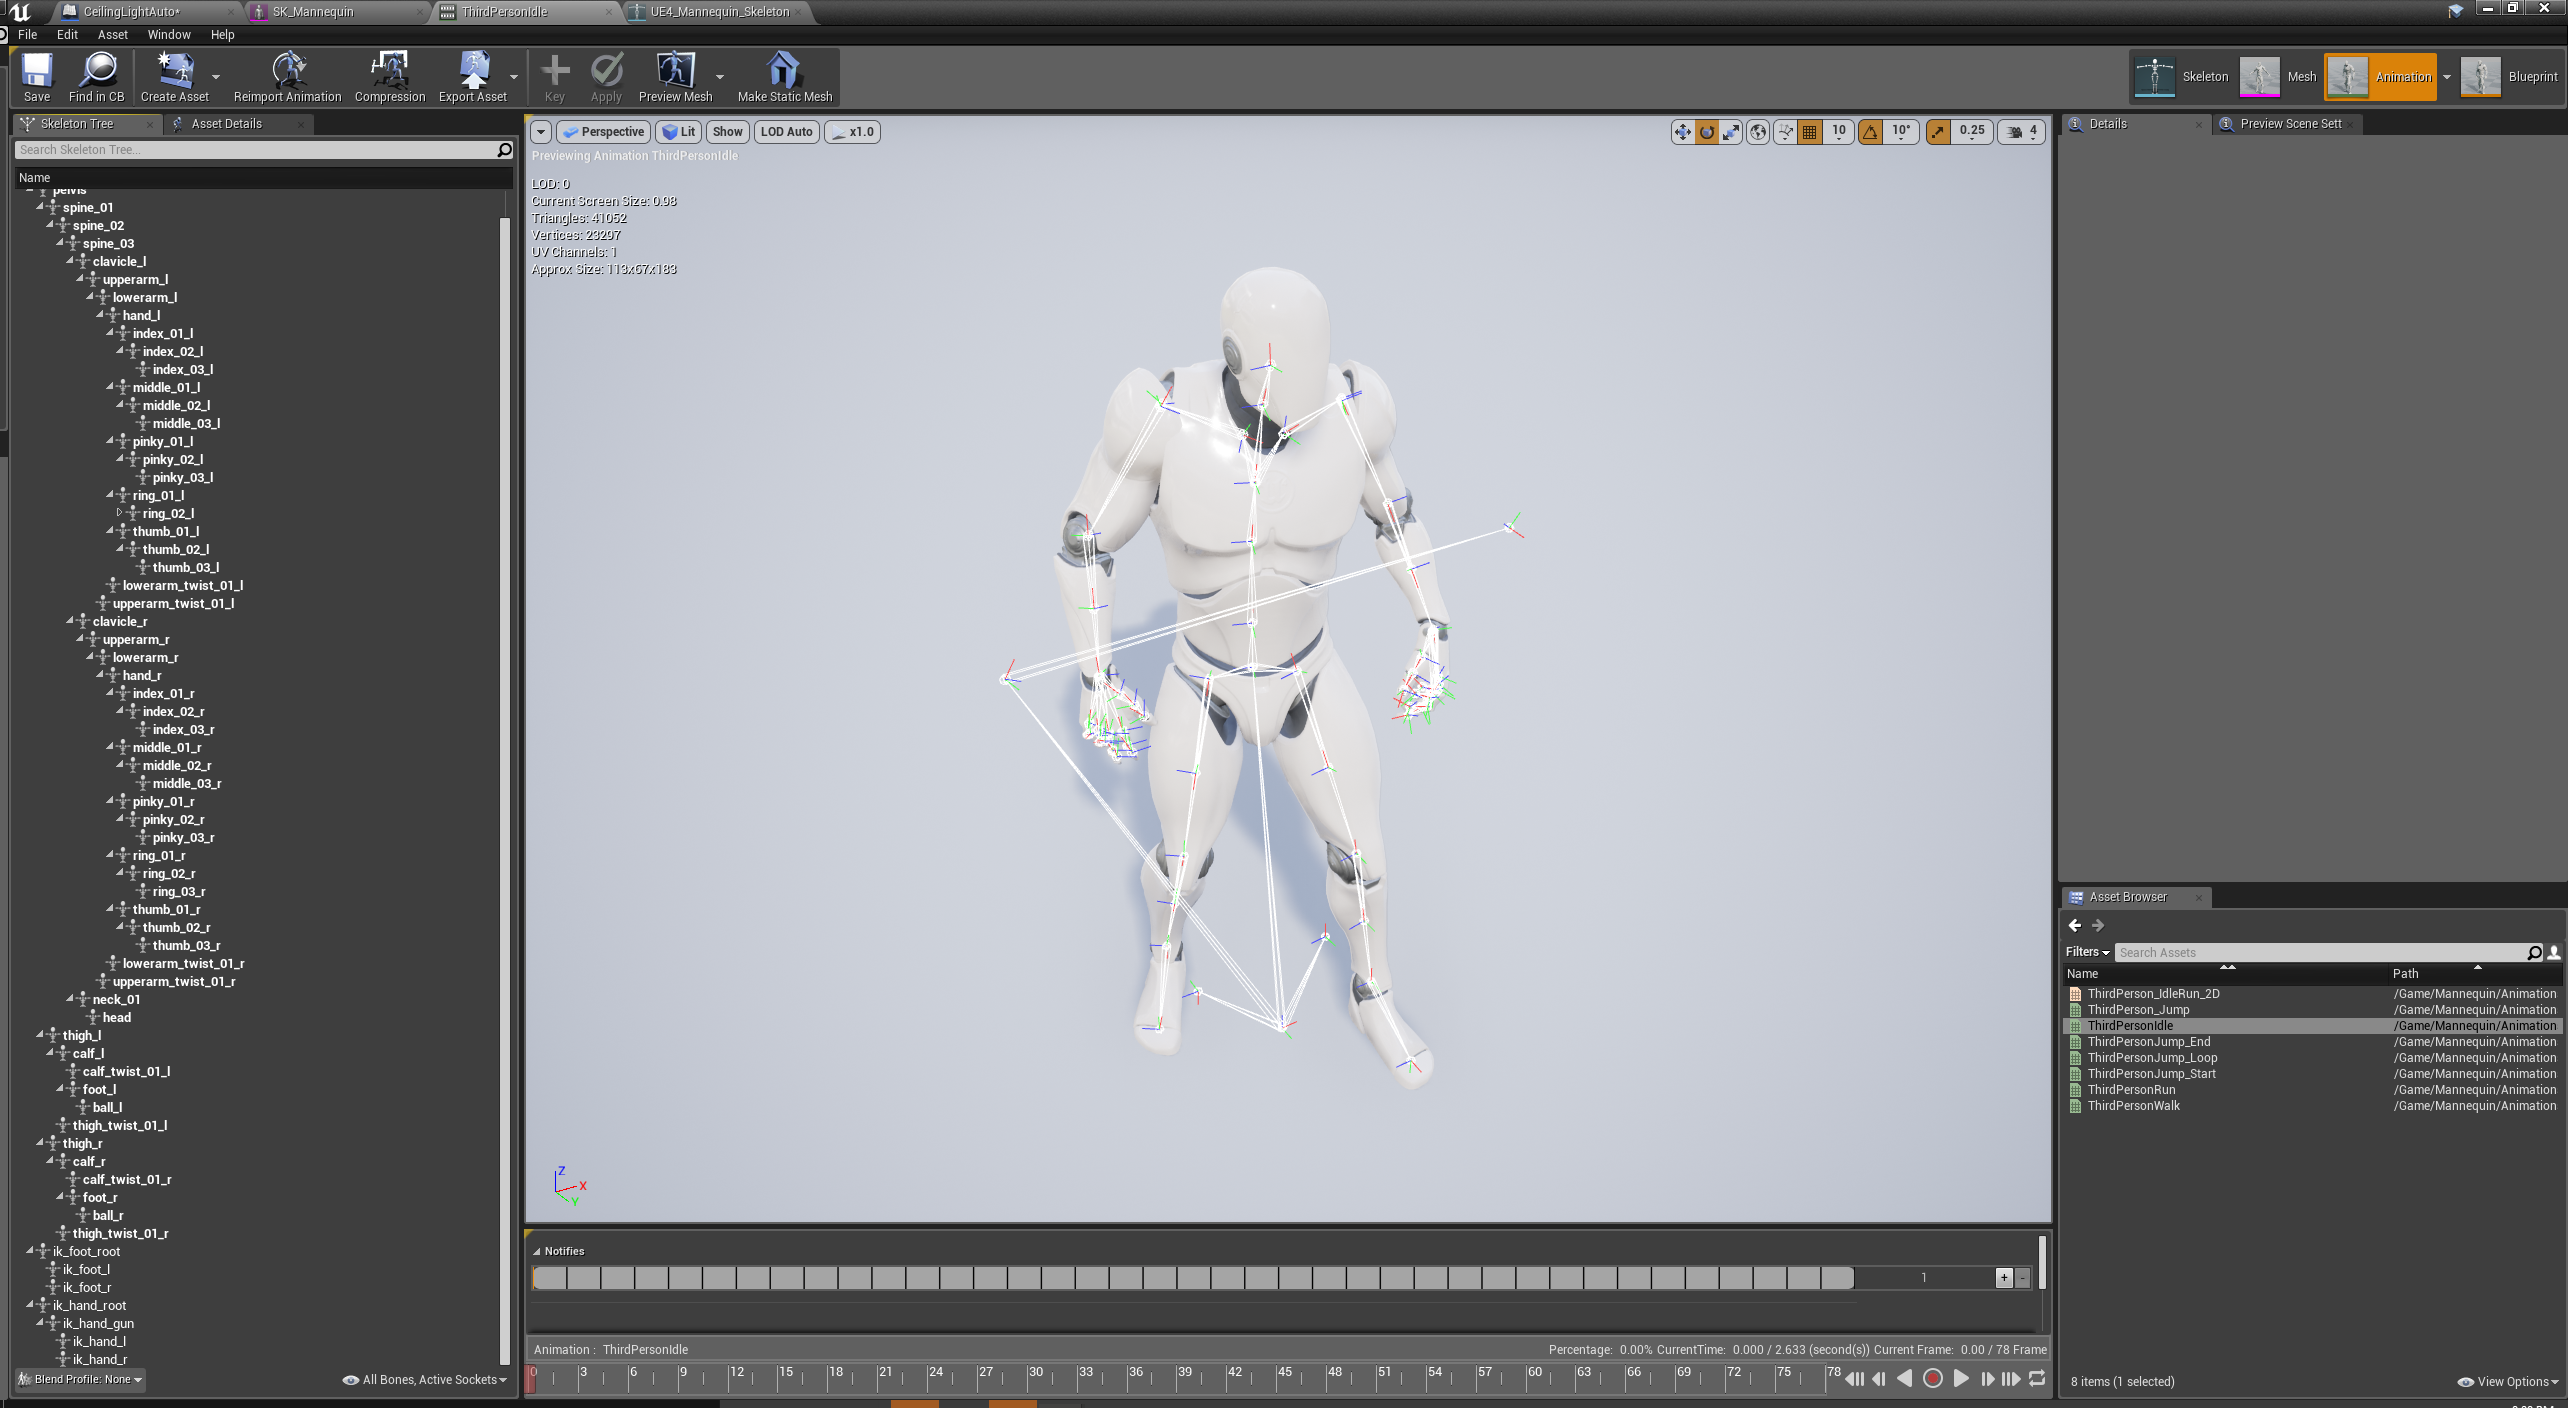 CeilingLightAuto*
SK_Mannequin
ThirdPersonIdle
UE4_Mannequin_Skeleton
File Edit Asset Window Help
Save
Find in CB
Create Asset
Reimport Animation
Compression
Export Asset
Key
Apply
Preview Mesh
Make Static Mesh
Skeleton
Mesh
Animation
Blueprint
Skeleton Tree
Asset Details
Search Skeleton Tree...
Name
pelvis
spine_01
spine_02
spine_03
clavicle_l
upperarm_l
lowerarm_l
hand_l
index_01_l
index_02_l
index_03_l
middle_01_l
middle_02_l
middle_03_l
pinky_01_l
pinky_02_l
pinky_03_l
ring_01_l
ring_02_l
thumb_01_l
thumb_02_l
thumb_03_l
lowerarm_twist_01_l
upperarm_twist_01_l
clavicle_r
upperarm_r
lowerarm_r
hand_r
index_01_r
index_02_r
index_03_r
middle_01_r
middle_02_r
middle_03_r
pinky_01_r
pinky_02_r
pinky_03_r
ring_01_r
ring_02_r
ring_03_r
thumb_01_r
thumb_02_r
thumb_03_r
lowerarm_twist_01_r
upperarm_twist_01_r
neck_01
head
thigh_l
calf_l
calf_twist_01_l
foot_l
ball_l
thigh_twist_01_l
thigh_r
calf_r
calf_twist_01_r
foot_r
ball_r
thigh_twist_01_r
ik_foot_root
ik_foot_l
ik_foot_r
ik_hand_root
ik_hand_gun
ik_hand_l
ik_hand_r
Blend Profile: None
All Bones, Active Sockets
Perspective Lit Show LOD Auto x1.0
10 10° 0.25 4
Previewing Animation ThirdPersonIdle
LOD: 0
Current Screen Size: 0.98
Triangles: 41052
Vertices: 23297
UV Channels: 1
Approx Size: 113x67x183
Z
X
Y
Notifies
1
+ -
Animation : ThirdPersonIdle
Percentage: 0.00% CurrentTime: 0.000 / 2.633 (second(s)) Current Frame: 0.00 / 78 Frame
0 3 6 9 12 15 18 21 24 27 30 33 36 39 42 45 48 51 54 57 60 63 66 69 72 75 78
Details
Preview Scene Sett
Asset Browser
Filters
Search Assets
Name Path
ThirdPerson_IdleRun_2D /Game/Mannequin/Animation
ThirdPerson_Jump /Game/Mannequin/Animation
ThirdPersonIdle /Game/Mannequin/Animation
ThirdPersonJump_End /Game/Mannequin/Animation
ThirdPersonJump_Loop /Game/Mannequin/Animation
ThirdPersonJump_Start /Game/Mannequin/Animation
ThirdPersonRun /Game/Mannequin/Animation
ThirdPersonWalk /Game/Mannequin/Animation
8 items (1 selected)
View Options